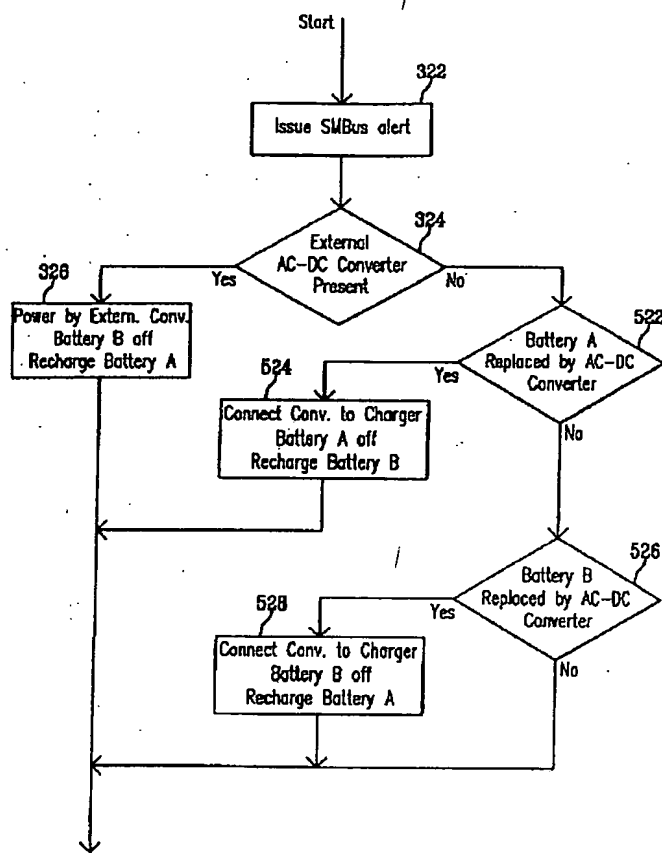 Start
322
Issue SMBus alert
324
External
AC-DC Converter
Present
Yes
No
326
Power by Extern. Conv.
Battery B off
Recharge Battery A
522
Battery A
Replaced by AC-DC
Converter
Yes
No
524
Connect Conv. to Charger
Battery A off
Recharge Battery B
526
Battery B
Replaced by AC-DC
Converter
Yes
No
528
Connect Conv. to Charger
Battery B off
Recharge Battery A